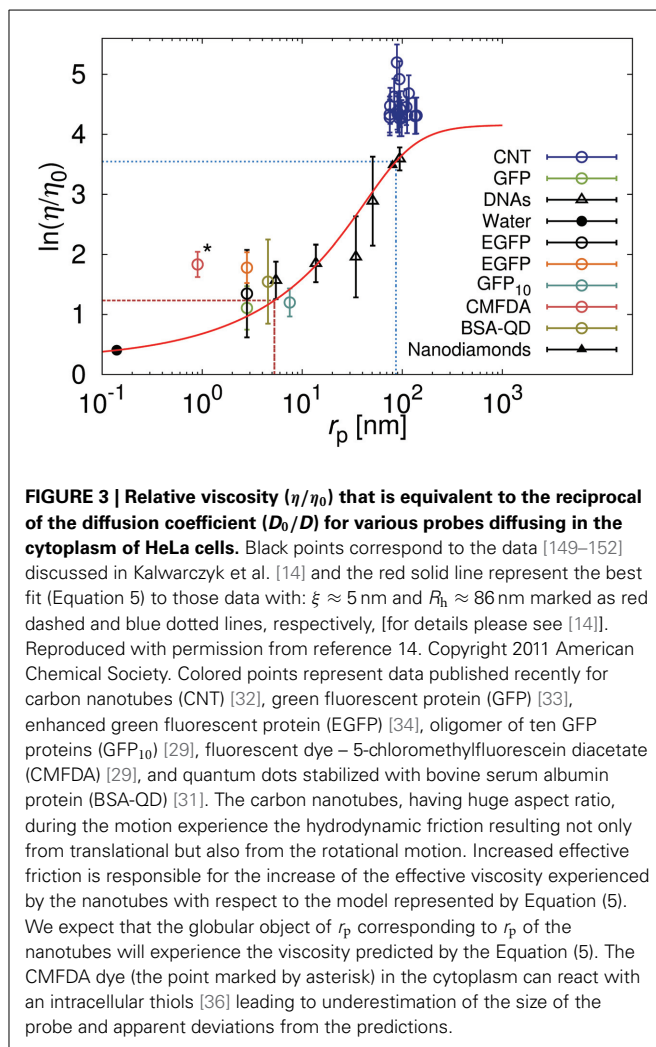 5
4
3
2
1
0
ln(η/η₀)
*
CNT
GFP
DNAs
Water
EGFP
EGFP
GFP₁₀
CMFDA
BSA-QD
Nanodiamonds
10⁻¹ 10⁰ 10¹ 10² 10³
rₚ [nm]
FIGURE 3 | Relative viscosity (η/η₀) that is equivalent to the reciprocal
of the diffusion coefficient (D₀/D) for various probes diffusing in the
cytoplasm of HeLa cells. Black points correspond to the data [149–152]
discussed in Kalwarczyk et al. [14] and the red solid line represent the best
fit (Equation 5) to those data with: ξ ≈ 5 nm and Rₕ ≈ 86 nm marked as red
dashed and blue dotted lines, respectively, [for details please see [14]].
Reproduced with permission from reference 14. Copyright 2011 American
Chemical Society. Colored points represent data published recently for
carbon nanotubes (CNT) [32], green fluorescent protein (GFP) [33],
enhanced green fluorescent protein (EGFP) [34], oligomer of ten GFP
proteins (GFP₁₀) [29], fluorescent dye – 5-chloromethylfluorescein diacetate
(CMFDA) [29], and quantum dots stabilized with bovine serum albumin
protein (BSA-QD) [31]. The carbon nanotubes, having huge aspect ratio,
during the motion experience the hydrodynamic friction resulting not only
from translational but also from the rotational motion. Increased effective
friction is responsible for the increase of the effective viscosity experienced
by the nanotubes with respect to the model represented by Equation (5).
We expect that the globular object of rₚ corresponding to rₚ of the
nanotubes will experience the viscosity predicted by the Equation (5). The
CMFDA dye (the point marked by asterisk) in the cytoplasm can react with
an intracellular thiols [36] leading to underestimation of the size of the
probe and apparent deviations from the predictions.